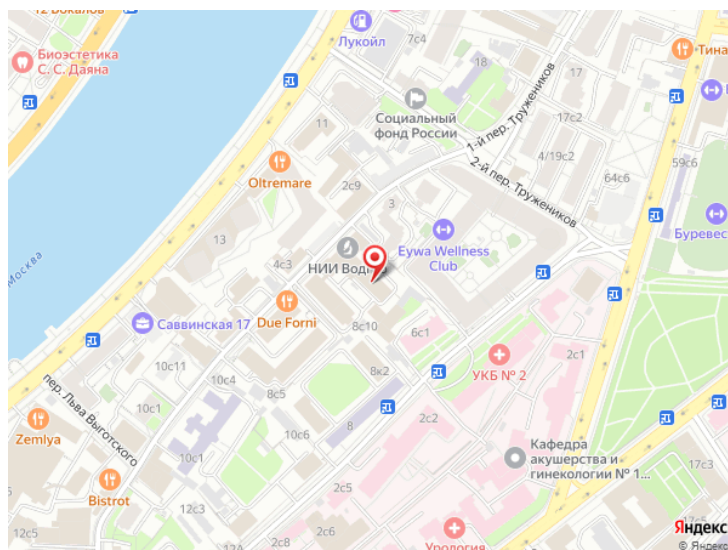 12 Бокалов
Биоэстетика
С. С. Даяна
Лукойл
7с4
18
17
Тина
Социальный
фонд России
17с2
11
1-й пер. Тружеников
4/19с2
59с6
64с6
2-й пер. Тружеников
Oltremare
2с9
3
13
Eywa Wellness
Club
Буревес
Москва
4с3
НИИ Вод
Due Forni
Саввинская 17
8с10
6с1
УКБ № 2
2с1
10с11
10с4
8с5
8к2
пер. Льва Выготского
10с1
10с6
8
2с2
Zemlya
10с1
Кафедра
акушерства и
гинекологии № 1...
17с3
Bistrot
2с5
12с5
12с6
12А
2с8
Урология
Яндекс
© Яндекс